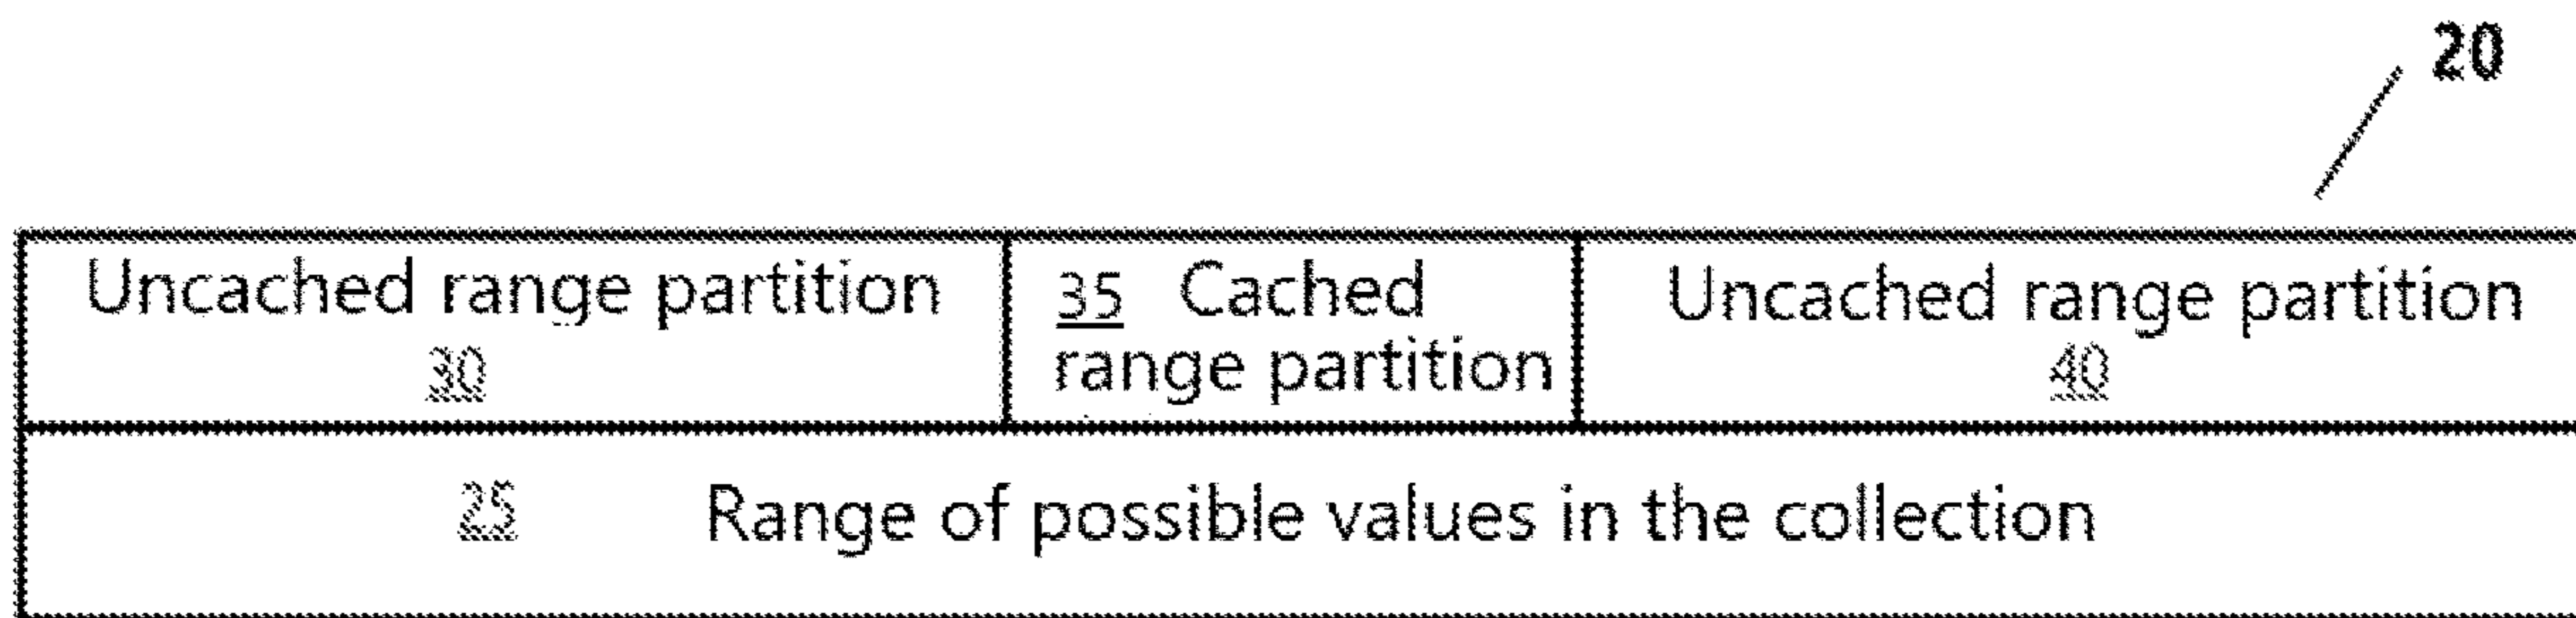 20
Uncached range partition
30
35 Cached
range partition
Uncached range partition
40
25 Range of possible values in the collection